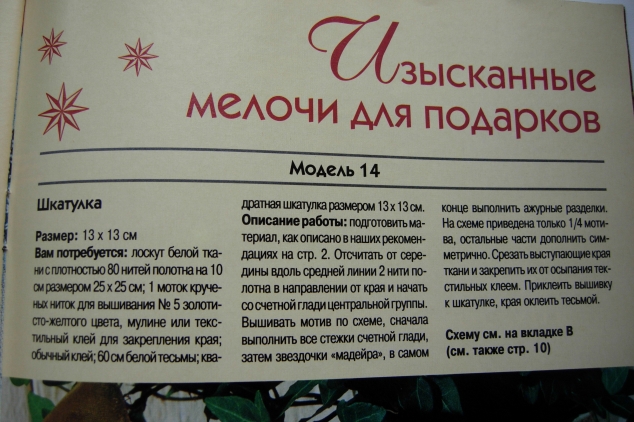 Изысканные
мелочи для подарков
Модель 14
Шкатулка
Размер: 13 x 13 см
Вам потребуется: лоскут белой тка-
ни с плотностью 80 нитей полотна на 10
см размером 25 x 25 см; 1 моток круче-
ных ниток для вышивания № 5 золоти-
сто-желтого цвета, мулине или текс-
тильный клей для закрепления края;
обычный клей; 60 см белой тесьмы; ква-
дратная шкатулка размером 13 x 13 см.
Описание работы: подготовить ма-
териал, как описано в наших рекомен-
дациях на стр. 2. Отсчитать от сере-
дины вдоль средней линии 2 нити по-
лотна в направлении от края и начать
со счетной глади центральной группы.
Вышивать мотив по схеме, сначала
выполнить все стежки счетной глади,
затем звездочки «мадейра», в самом
конце выполнить ажурные разделки.
На схеме приведена только 1/4 моти-
ва, остальные части дополнить сим-
метрично. Срезать выступающие края
ткани и закрепить их от осыпания тек-
стильных клеем. Приклеить вышивку
к шкатулке, края оклеить тесьмой.
Схему см. на вкладке В
(см. также стр. 10)